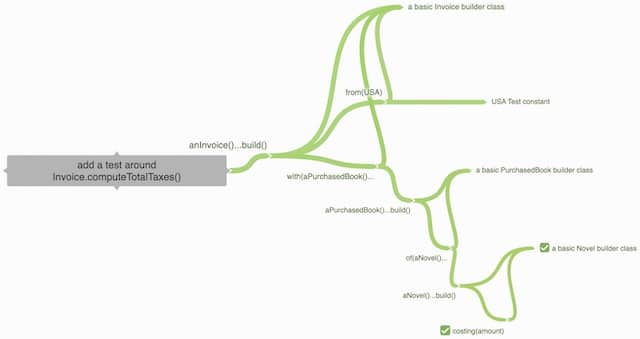 a basic Invoice builder class
from(USA)
USA Test constant
anInvoice()...build()
add a test around
Invoice.computeTotalTaxes()
with(aPurchasedBook()...
a basic PurchasedBook builder class
aPurchasedBook()...build()
a basic Novel builder class
of(aNovel()...
aNovel()...build()
costing(amount)